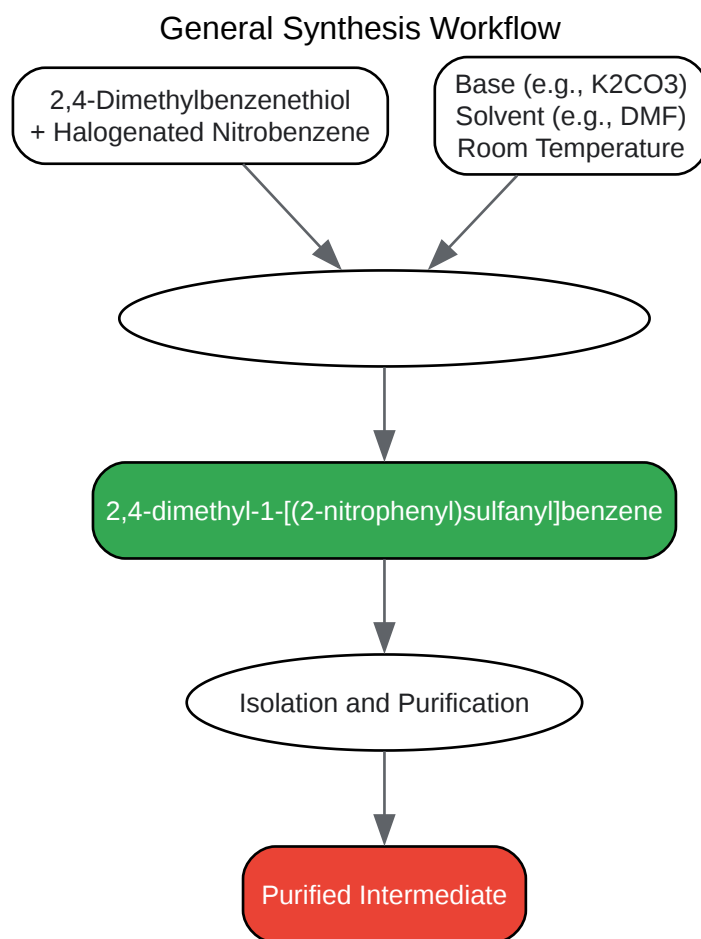 General Synthesis Workflow
2,4-Dimethylbenzenethiol
+ Halogenated Nitrobenzene
Base (e.g., K2CO3)
Solvent (e.g., DMF)
Room Temperature
2,4-dimethyl-1-[(2-nitrophenyl)sulfanyl]benzene
Isolation and Purification
Purified Intermediate